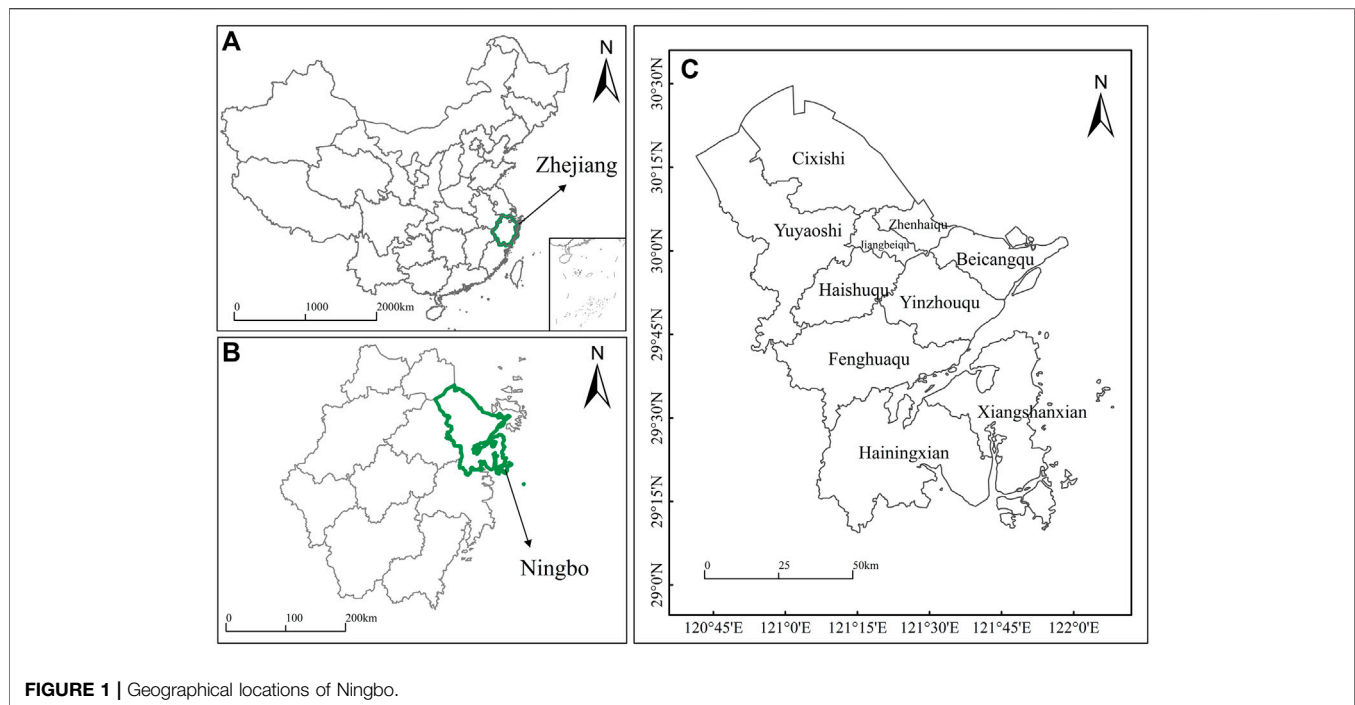 A
N
Zhejiang
0 1000 2000km
B
N
Ningbo
0 100 200km
C
N
30°30'N
30°15'N
30°0'N
29°45'N
29°30'N
29°15'N
29°0'N
Cixishi
Zhenhaiqu
Yuyaoshi
Jiangbeiqu
Beicangqu
Haishuqu
Yinzhouqu
Fenghuaqu
Xiangshanxian
Hainingxian
0 25 50km
120°45'E 121°0'E 121°15'E 121°30'E 121°45'E 122°0'E
FIGURE 1 | Geographical locations of Ningbo.